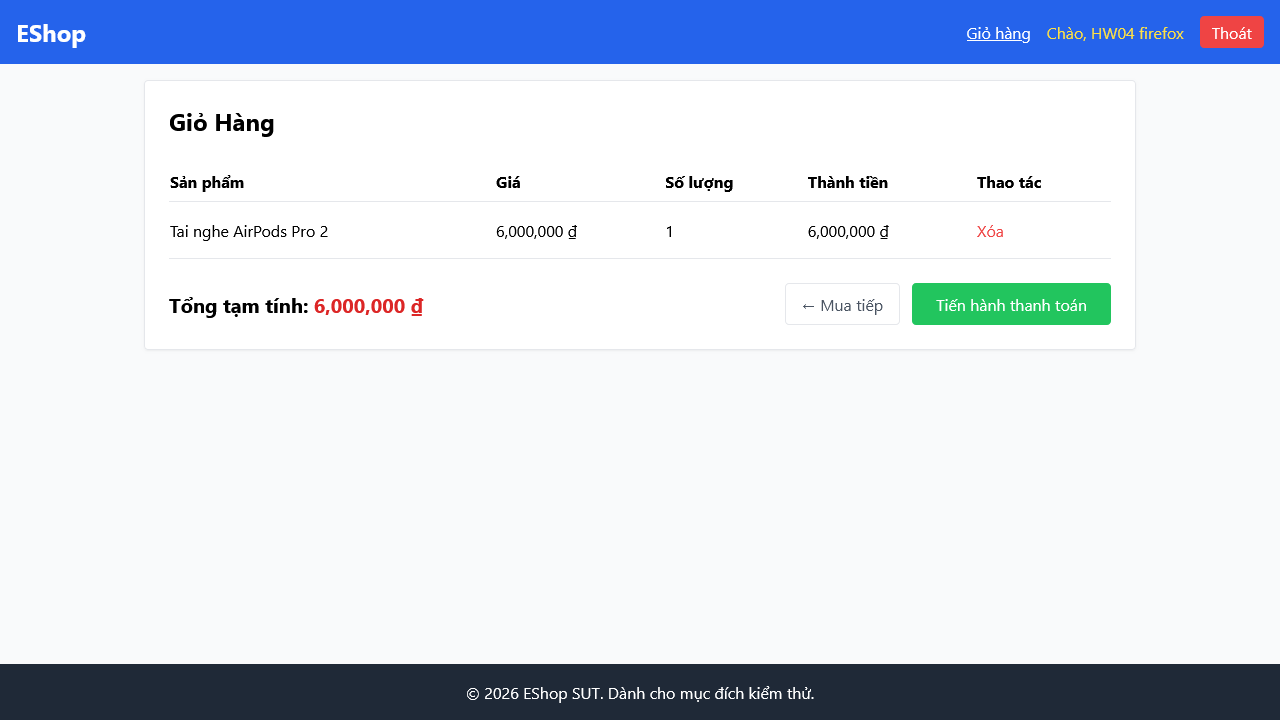 EShop Giỏ hàng Chào, HW04 firefox Thoát
Giỏ Hàng
Sản phẩm Giá Số lượng Thành tiền Thao tác
Tai nghe AirPods Pro 2 6,000,000 ₫ 1 6,000,000 ₫ Xóa
Tổng tạm tính: 6,000,000 ₫ ← Mua tiếp Tiến hành thanh toán
© 2026 EShop SUT. Dành cho mục đích kiểm thử.